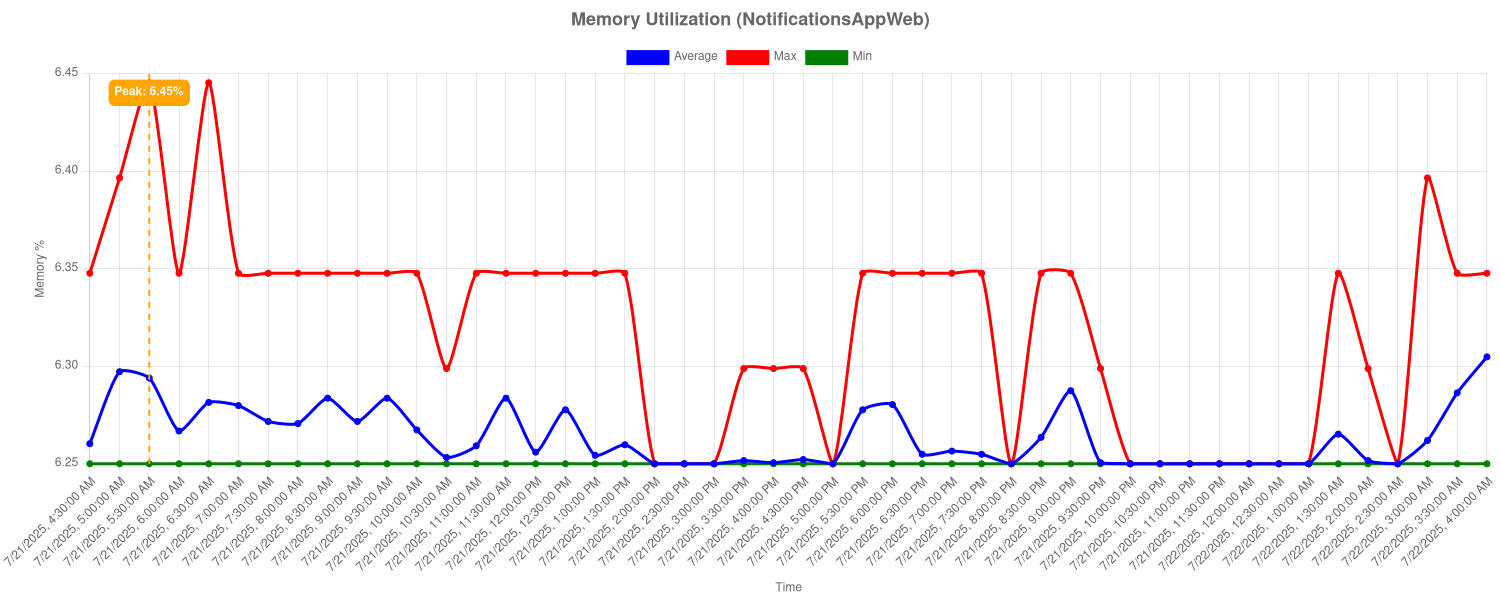 Memory Utilization (NotificationsAppWeb)
Average Max Min
6.45
Peak: 6.45%
6.40
6.35
6.30
6.25
Memory %
7/21/2025, 4:30:00 AM
7/21/2025, 5:00:00 AM
7/21/2025, 5:30:00 AM
7/21/2025, 6:00:00 AM
7/21/2025, 6:30:00 AM
7/21/2025, 7:00:00 AM
7/21/2025, 7:30:00 AM
7/21/2025, 8:00:00 AM
7/21/2025, 8:30:00 AM
7/21/2025, 9:00:00 AM
7/21/2025, 9:30:00 AM
7/21/2025, 10:00:00 AM
7/21/2025, 10:30:00 AM
7/21/2025, 11:00:00 AM
7/21/2025, 11:30:00 AM
7/21/2025, 12:00:00 PM
7/21/2025, 12:30:00 PM
7/21/2025, 1:00:00 PM
7/21/2025, 1:30:00 PM
7/21/2025, 2:00:00 PM
7/21/2025, 2:30:00 PM
7/21/2025, 3:00:00 PM
7/21/2025, 3:30:00 PM
7/21/2025, 4:00:00 PM
7/21/2025, 4:30:00 PM
7/21/2025, 5:00:00 PM
7/21/2025, 5:30:00 PM
7/21/2025, 6:00:00 PM
7/21/2025, 6:30:00 PM
7/21/2025, 7:00:00 PM
7/21/2025, 7:30:00 PM
7/21/2025, 8:00:00 PM
7/21/2025, 8:30:00 PM
7/21/2025, 9:00:00 PM
7/21/2025, 9:30:00 PM
7/21/2025, 10:00:00 PM
7/21/2025, 10:30:00 PM
7/21/2025, 11:00:00 PM
7/21/2025, 11:30:00 PM
7/22/2025, 12:00:00 AM
7/22/2025, 12:30:00 AM
7/22/2025, 1:00:00 AM
7/22/2025, 1:30:00 AM
7/22/2025, 2:00:00 AM
7/22/2025, 2:30:00 AM
7/22/2025, 3:00:00 AM
7/22/2025, 3:30:00 AM
7/22/2025, 4:00:00 AM
Time